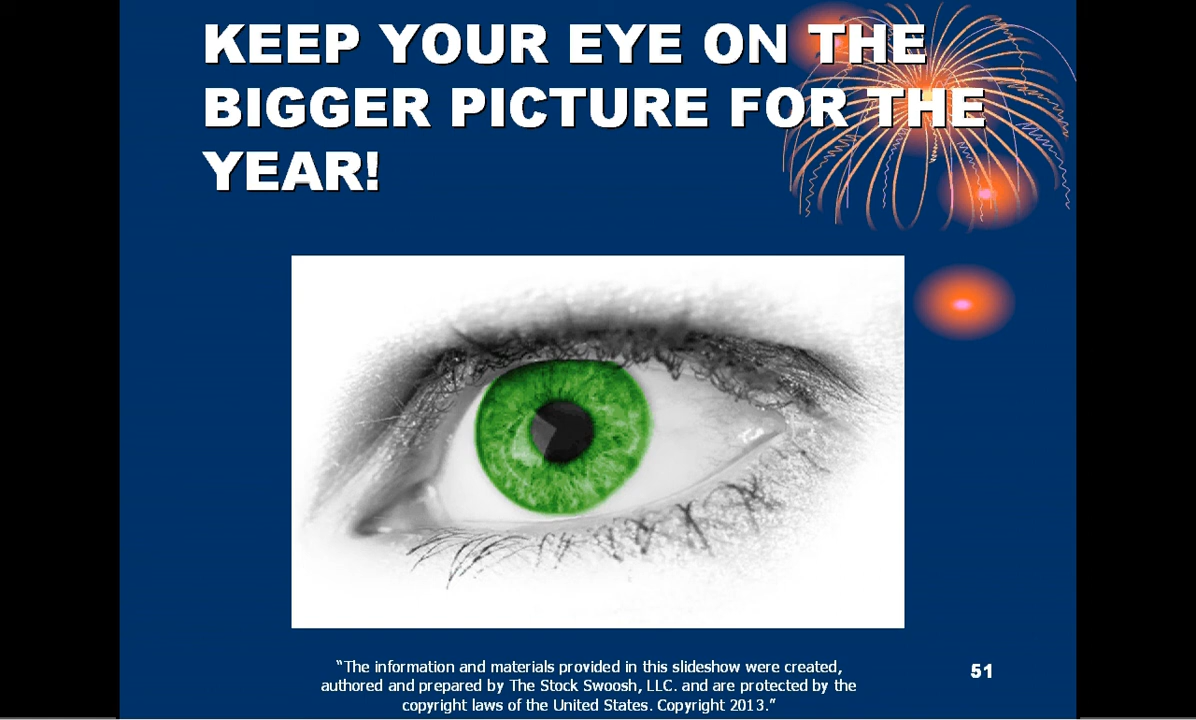 KEEP YOUR EYE ON THE
BIGGER PICTURE FOR THE
YEAR!
“The information and materials provided in this slideshow were created,
authored and prepared by The Stock Swoosh, LLC. and are protected by the
copyright laws of the United States. Copyright 2013.”
51